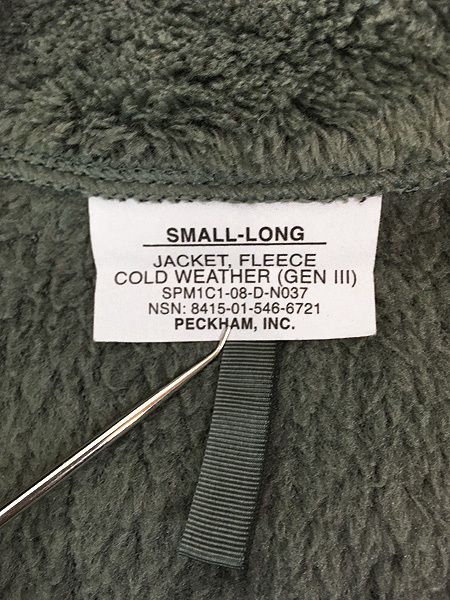 SMALL-LONG
JACKET, FLEECE
COLD WEATHER (GEN III)
SPM1C1-08-D-N037
NSN: 8415-01-546-6721
PECKHAM, INC.